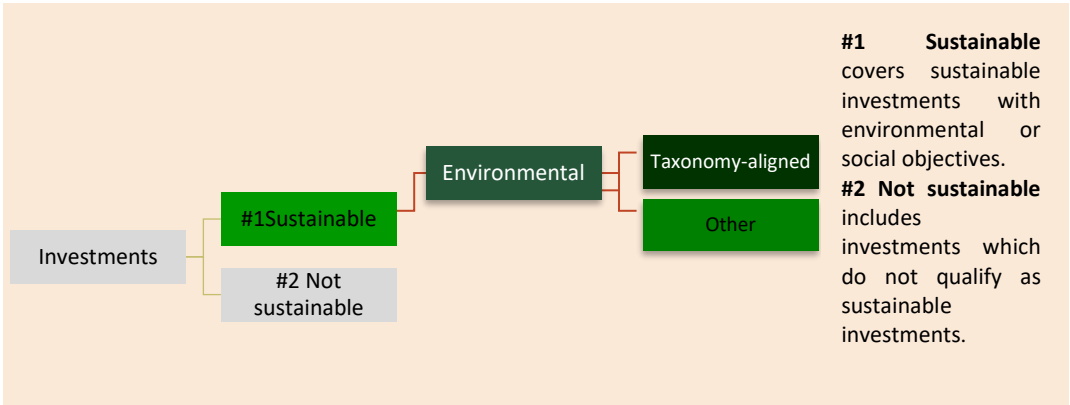 Investments
#1Sustainable
#2 Not
sustainable
Environmental
Taxonomy-aligned
Other
#1 Sustainable
covers sustainable
investments with
environmental or
social objectives.
#2 Not sustainable
includes
investments which
do not qualify as
sustainable
investments.